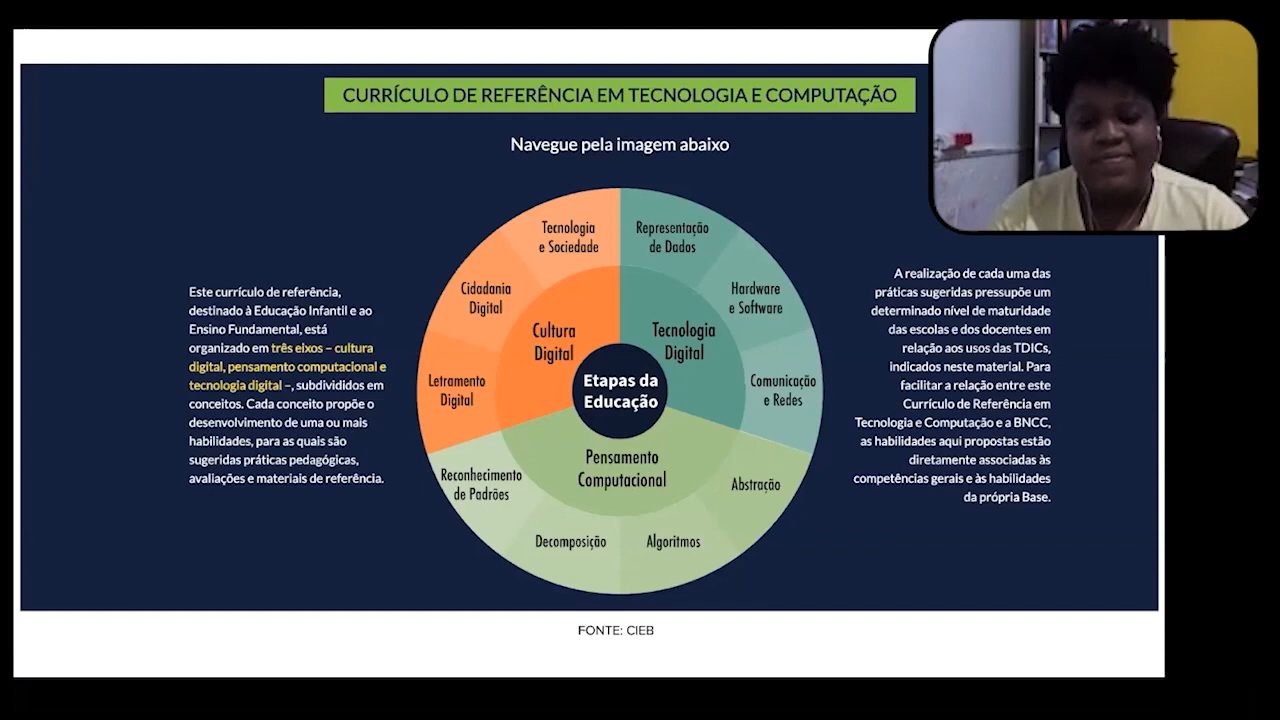 CURRÍCULO DE REFERÊNCIA EM TECNOLOGIA E COMPUTAÇÃO
Navegue pela imagem abaixo
Este currículo de referência,
destinado à Educação Infantil e ao
Ensino Fundamental, está
organizado em três eixos – cultura
digital, pensamento computacional e
tecnologia digital –, subdivididos em
conceitos. Cada conceito propõe o
desenvolvimento de uma ou mais
habilidades, para as quais são
sugeridas práticas pedagógicas,
avaliações e materiais de referência.
Tecnologia
e Sociedade
Cidadania
Digital
Letramento
Digital
Cultura
Digital
Representação
de Dados
Hardware
e Software
Comunicação
e Redes
Tecnologia
Digital
Etapas da
Educação
Pensamento
Computacional
Reconhecimento
de Padrões
Decomposição
Algoritmos
Abstração
A realização de cada uma das
práticas sugeridas pressupõe um
determinado nível de maturidade
das escolas e dos docentes em
relação aos usos das TDICs,
indicados neste material. Para
facilitar a relação entre este
Currículo de Referência em
Tecnologia e Computação e a BNCC,
as habilidades aqui propostas estão
diretamente associadas às
competências gerais e às habilidades
da própria Base.
FONTE: CIEB